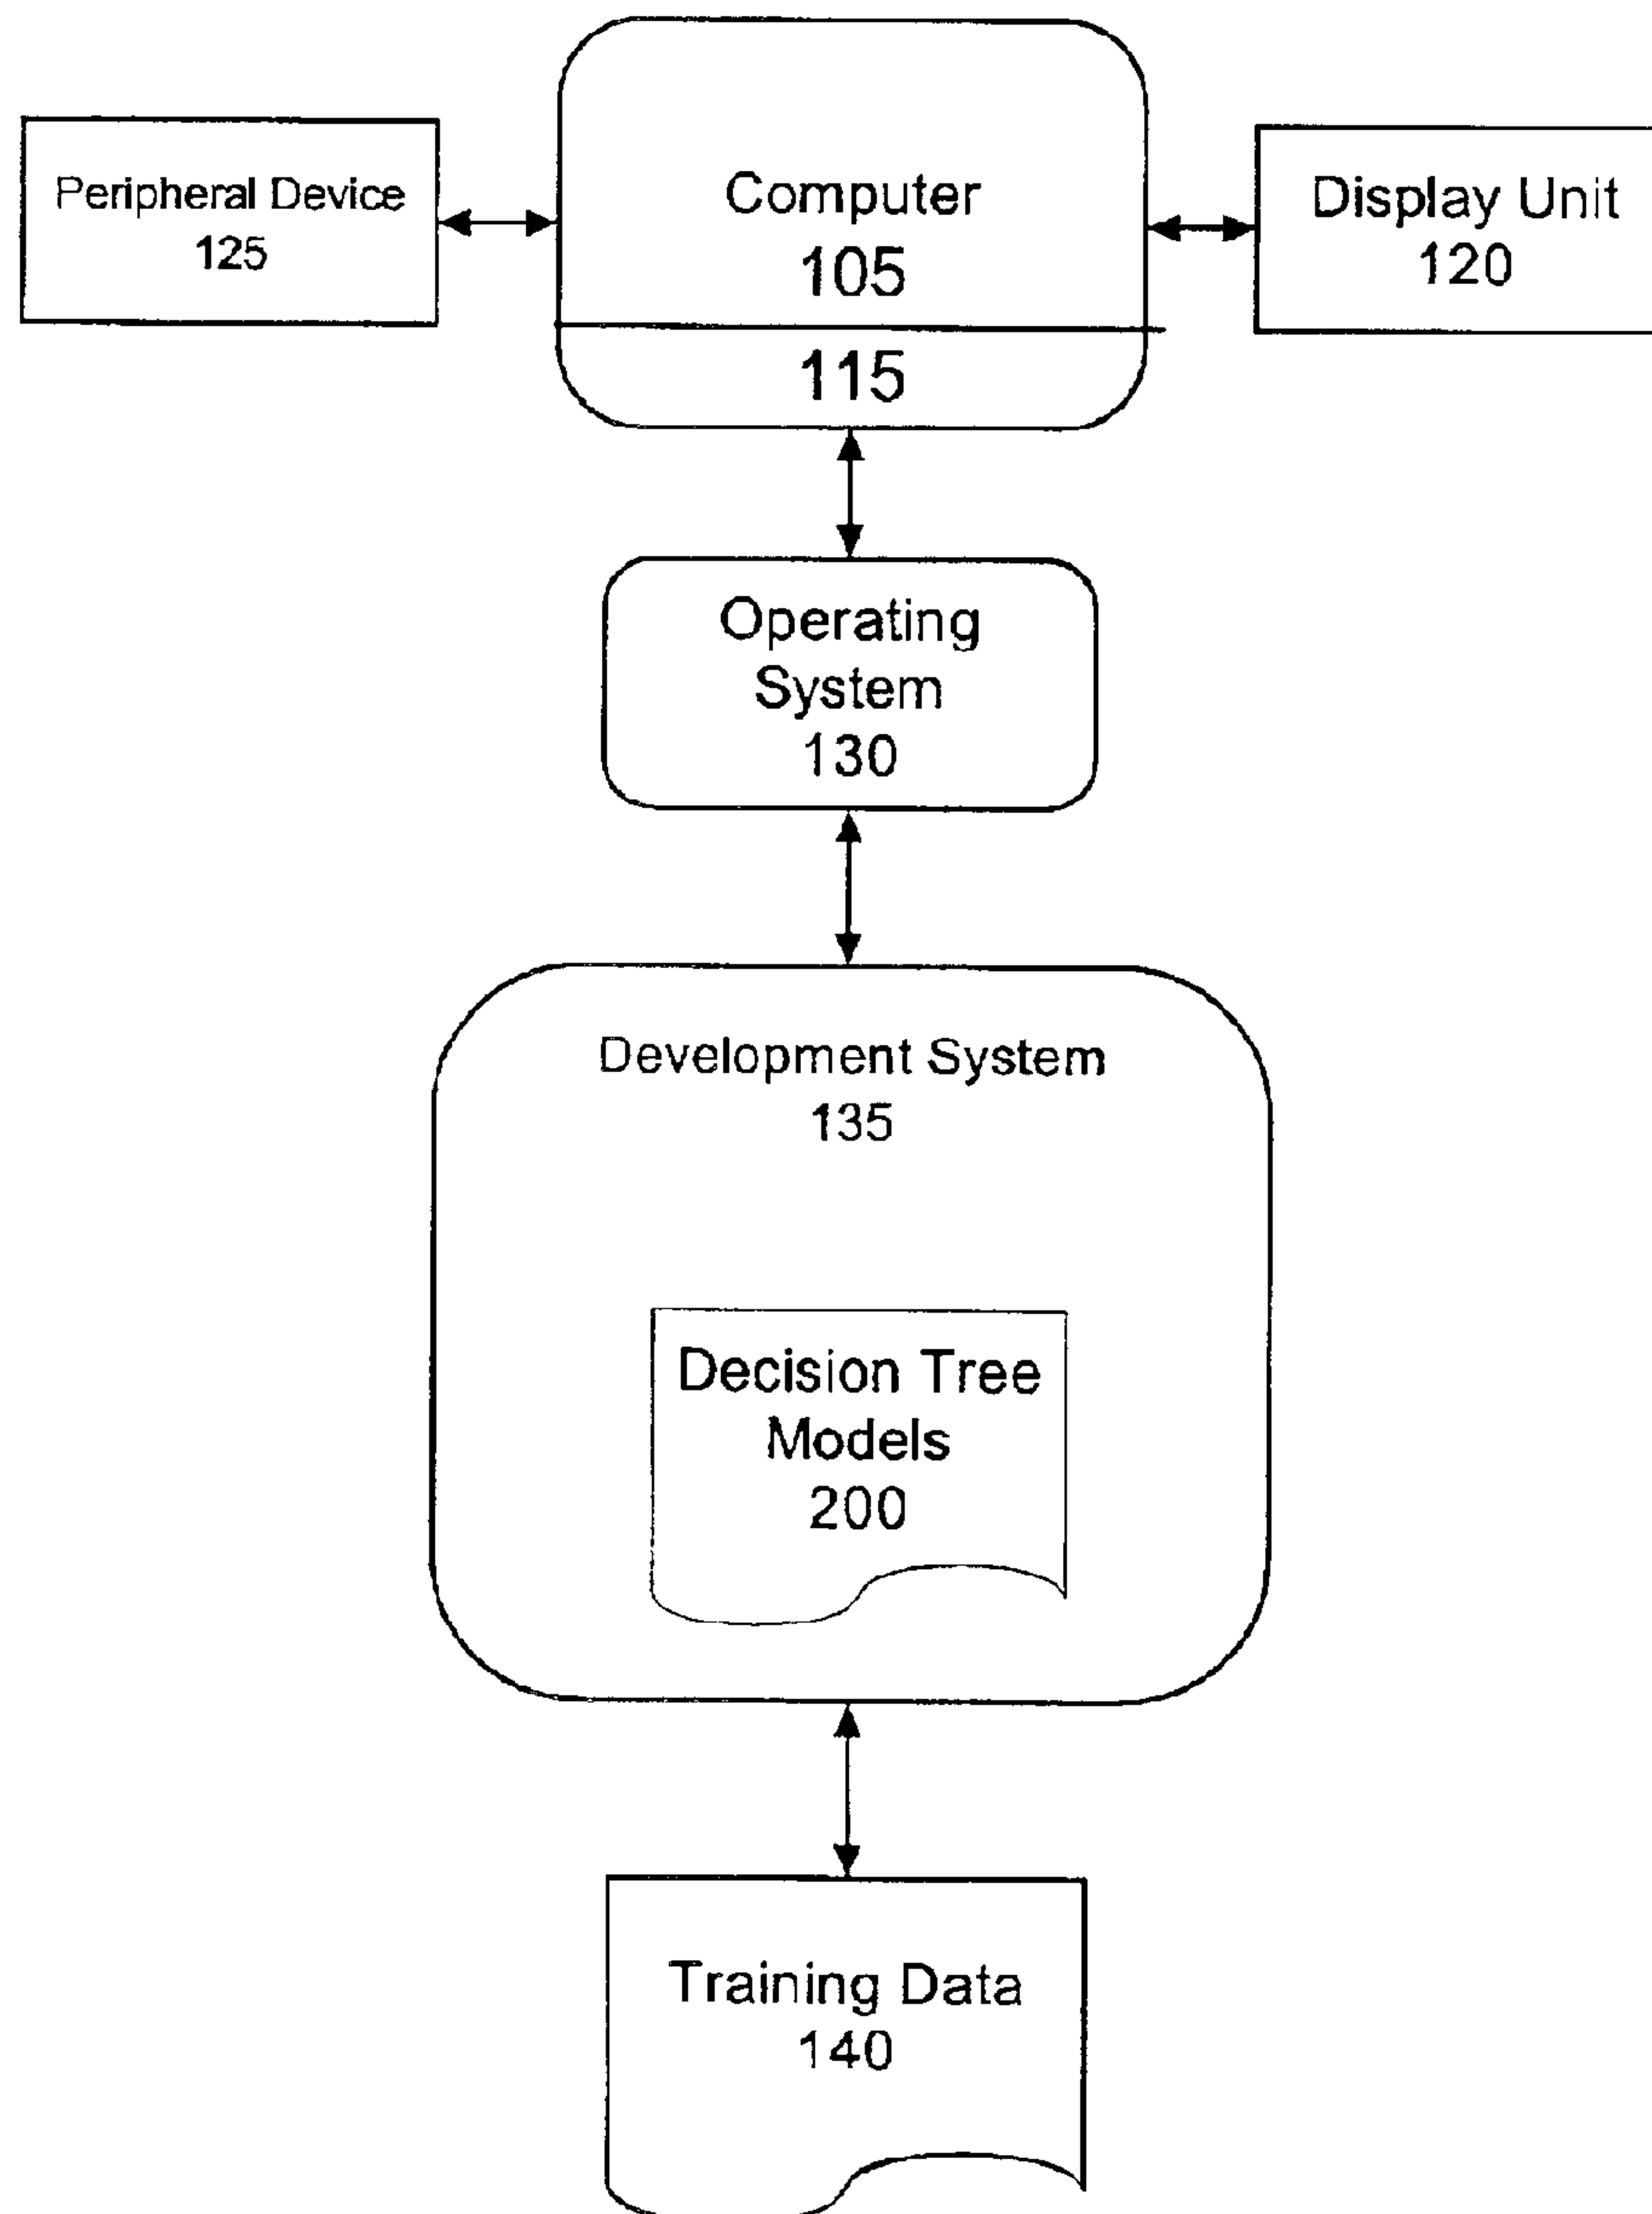 Peripheral Device
125
Computer
105
115
Display Unit
120
Operating
System
130
Development System
135
Decision Tree
Models
200
Training Data
140